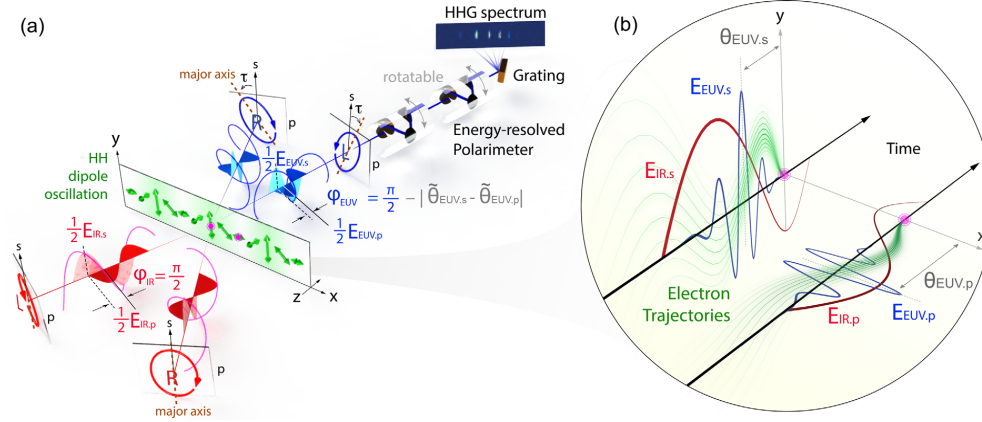 (a)
HHG spectrum
(b)
major axis
τ
s
R
p
rotatable
Grating
s
τ
L
p
Energy-resolved
Polarimeter
y
HH
dipole
oscillation
1/2 E_EUV.s
φ_EUV = π/2 − |θ̃_EUV.s - θ̃_EUV.p|
1/2 E_EUV.p
1/2 E_IR.s
s
L
p
φ_IR = π/2
1/2 E_IR.p
z
x
s
R
p
major axis
y
θ_EUV.s
E_EUV.s
E_IR.s
Time
x
θ_EUV.p
Electron
Trajectories
E_IR.p
E_EUV.p